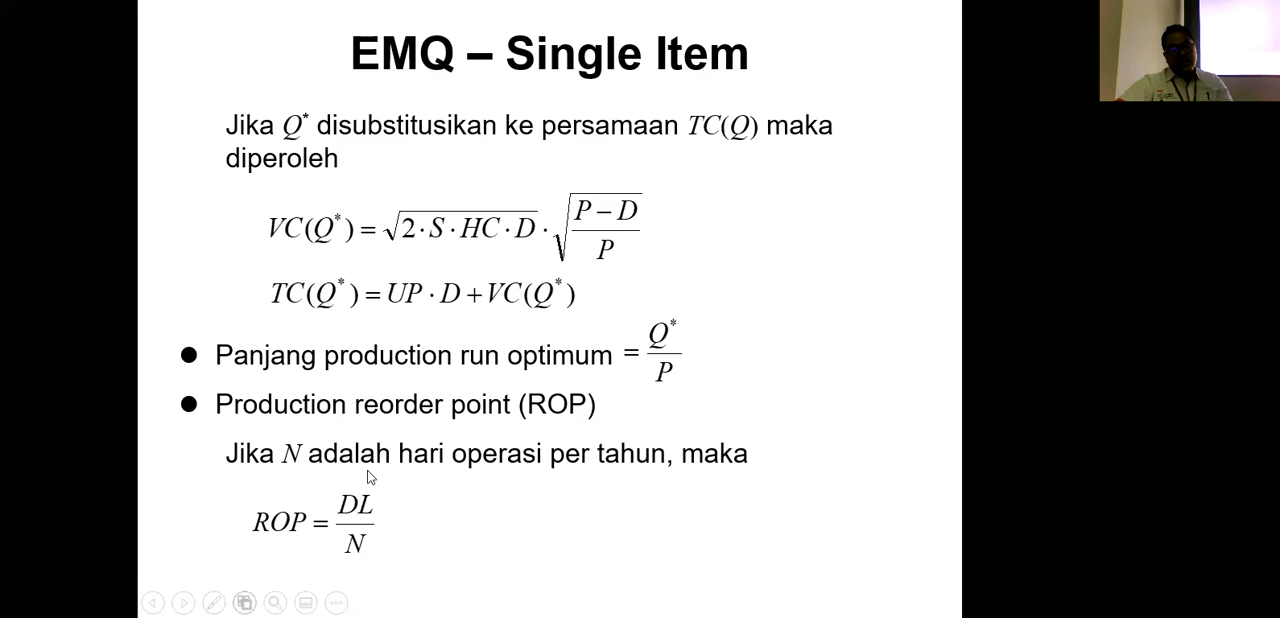 EMQ – Single Item
Jika Q* disubstitusikan ke persamaan TC(Q) maka
diperoleh
VC(Q*) = √(2·S·HC·D) · √((P − D)/P)
TC(Q*) = UP·D + VC(Q*)
● Panjang production run optimum = Q*/P
● Production reorder point (ROP)
Jika N adalah hari operasi per tahun, maka
ROP = DL/N